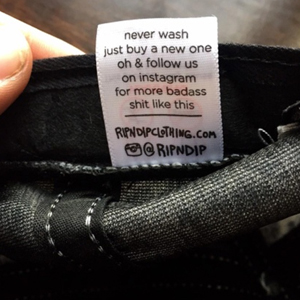 never wash
just buy a new one
oh & follow us
on instagram
for more badass
shit like this
RIPNDIPCLOTHING.COM
@RIPNDIP